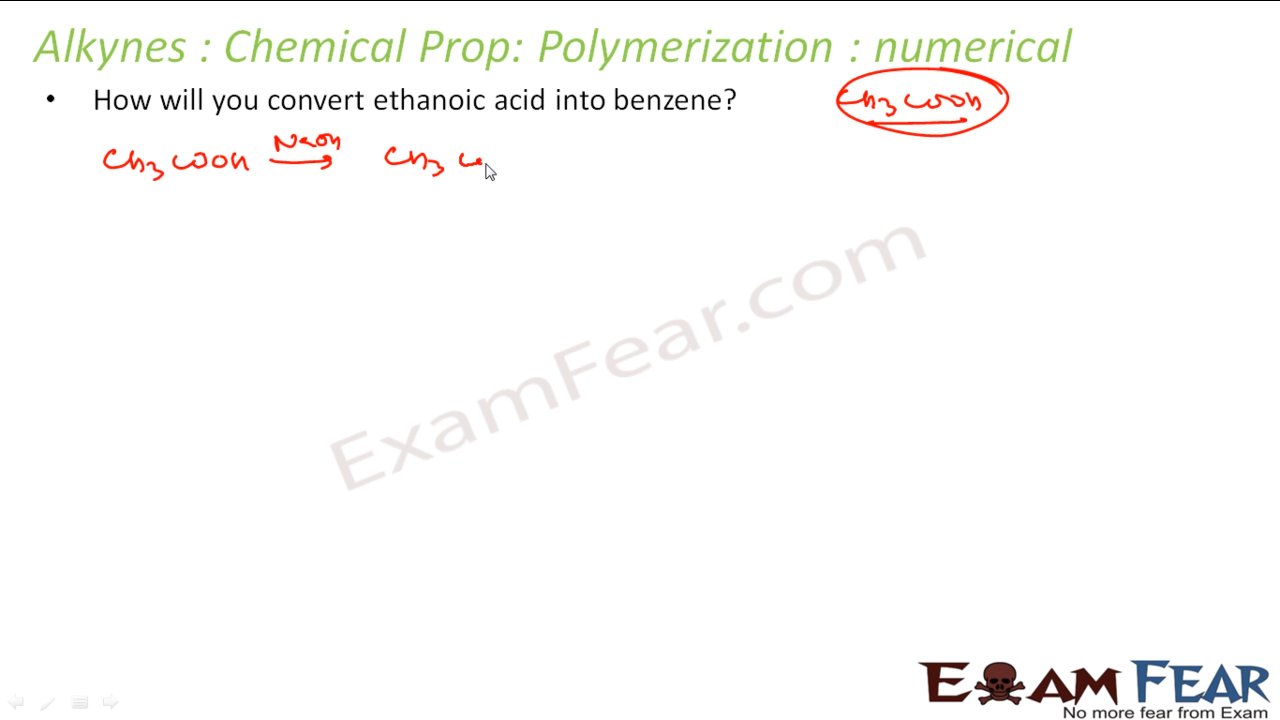 Alkynes : Chemical Prop: Polymerization : numerical
• How will you convert ethanoic acid into benzene?
CH3COOH
CH3COOH NaOH → CH3 C
ExamFear.com
EXAM FEAR
No more fear from Exam